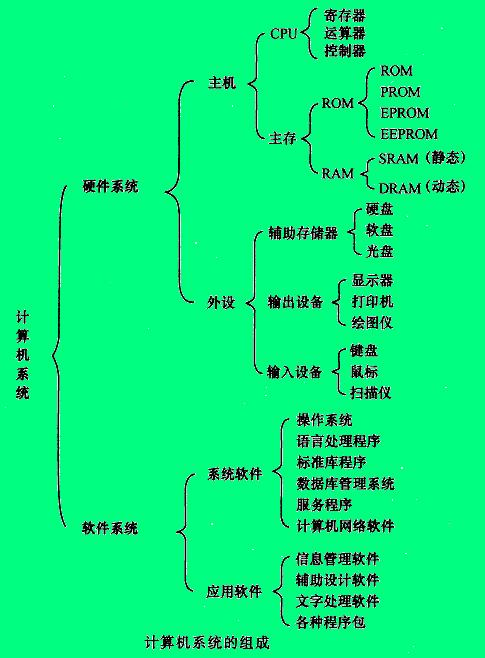 计算机系统
硬件系统
主机
CPU
寄存器
运算器
控制器
主存
ROM
ROM
PROM
EPROM
EEPROM
RAM
SRAM (静态)
DRAM (动态)
外设
辅助存储器
硬盘
软盘
光盘
输出设备
显示器
打印机
绘图仪
输入设备
键盘
鼠标
扫描仪
软件系统
系统软件
操作系统
语言处理程序
标准库程序
数据库管理系统
服务程序
计算机网络软件
应用软件
信息管理软件
辅助设计软件
文字处理软件
各种程序包
计算机系统的组成